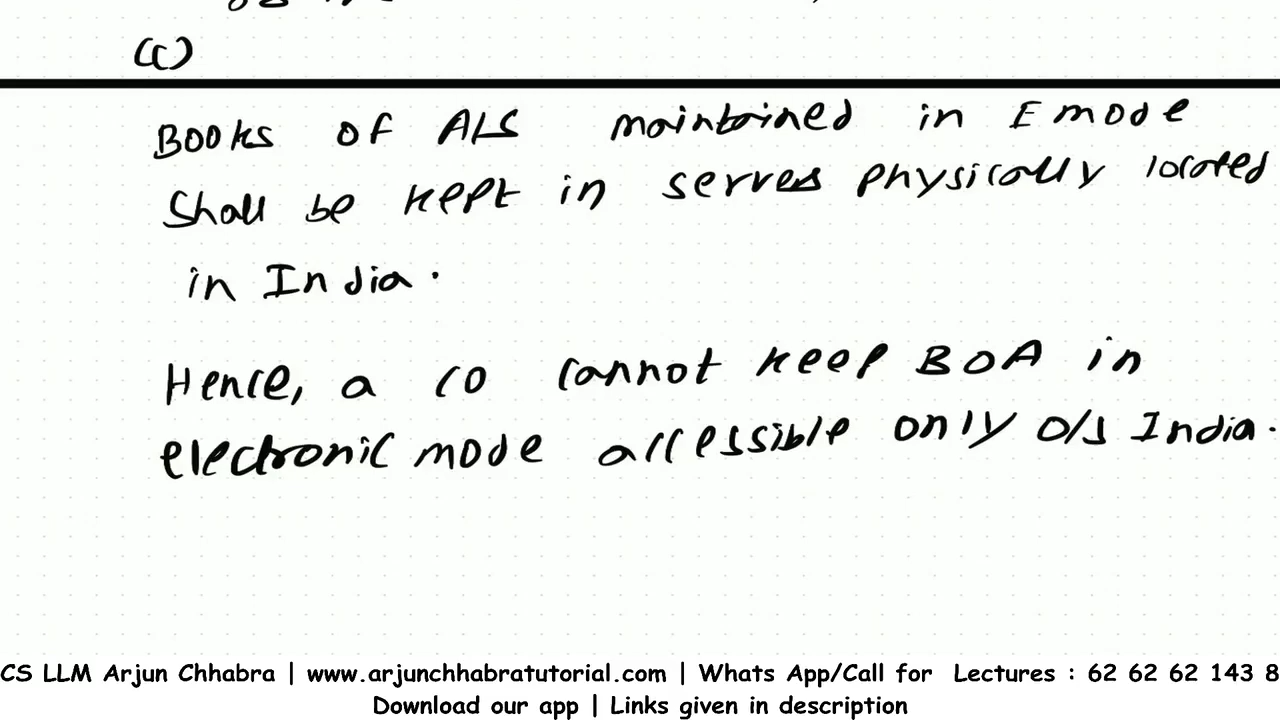 (c)
Books of A/S maintained in E mode
Shall be kept in serves physically located
in India.
Hence, a co cannot keep BOA in
electronic mode accessible only o/s India.
CS LLM Arjun Chhabra | www.arjunchhabratutorial.com | Whats App/Call for Lectures : 62 62 62 143 8
Download our app | Links given in description